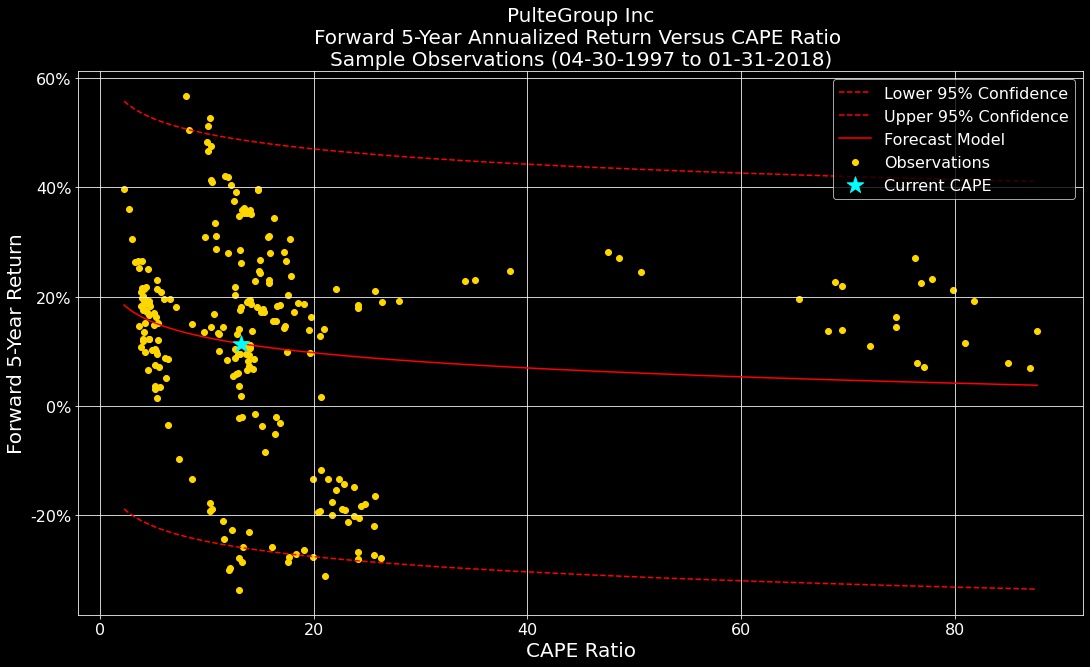 PulteGroup Inc
Forward 5-Year Annualized Return Versus CAPE Ratio
Sample Observations (04-30-1997 to 01-31-2018)
60%
40%
20%
0%
-20%
Forward 5-Year Return
Lower 95% Confidence
Upper 95% Confidence
Forecast Model
Observations
Current CAPE
0
20
40
60
80
CAPE Ratio